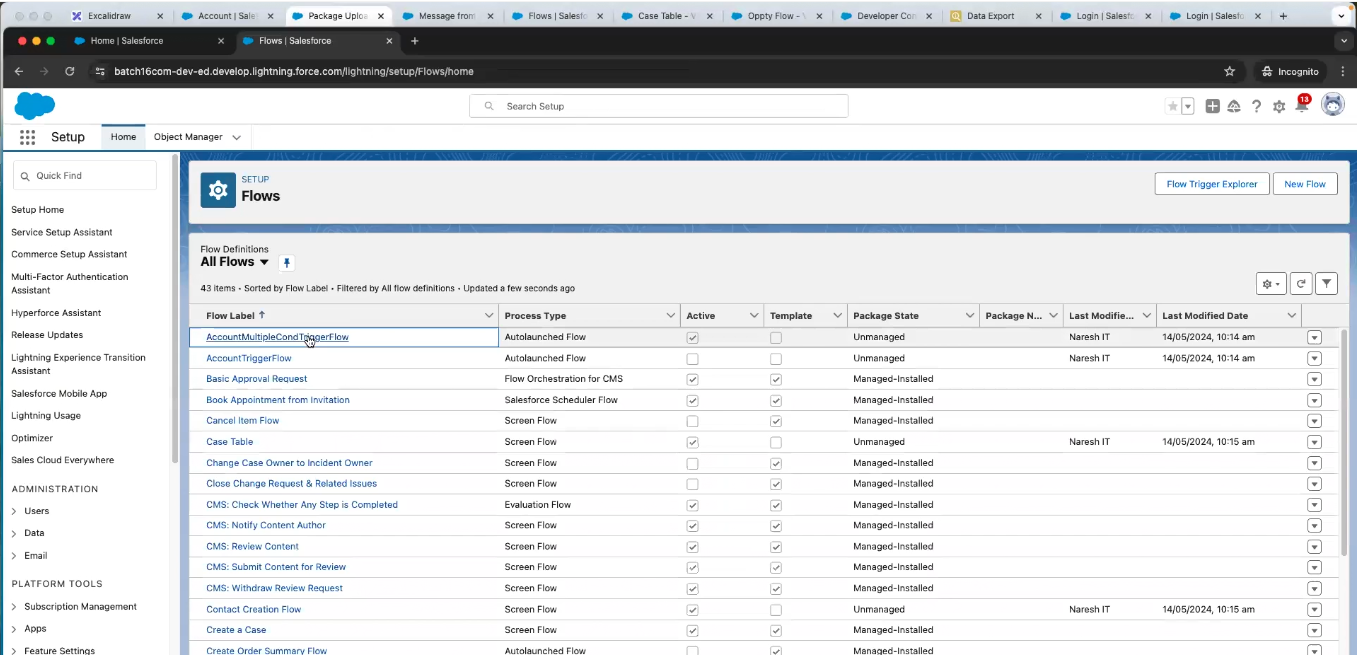 Excalidraw
Account | Sale
Package Uploa
Message from
Flows | Salesfo
Case Table - V
Oppty Flow - V
Developer Con
Data Export
Login | Salesfo
Login | Salesfo
Home | Salesforce
Flows | Salesforce
batch16com-dev-ed.develop.lightning.force.com/lightning/setup/Flows/home
Incognito
Search Setup
13
Setup
Home
Object Manager
Quick Find
Setup Home
Service Setup Assistant
Commerce Setup Assistant
Multi-Factor Authentication
Assistant
Hyperforce Assistant
Release Updates
Lightning Experience Transition
Assistant
Salesforce Mobile App
Lightning Usage
Optimizer
Sales Cloud Everywhere
ADMINISTRATION
Users
Data
Email
PLATFORM TOOLS
Subscription Management
Apps
Feature Settings
SETUP
Flows
Flow Trigger Explorer
New Flow
Flow Definitions
All Flows
43 items • Sorted by Flow Label • Filtered by All flow definitions • Updated a few seconds ago
Flow Label Process Type Active Template Package State Package N... Last Modifie... Last Modified Date
AccountMultipleCondTriggerFlow Autolaunched Flow Unmanaged Naresh IT 14/05/2024, 10:14 am
AccountTriggerFlow Autolaunched Flow Unmanaged Naresh IT 14/05/2024, 10:14 am
Basic Approval Request Flow Orchestration for CMS Managed-Installed
Book Appointment from Invitation Salesforce Scheduler Flow Managed-Installed
Cancel Item Flow Screen Flow Managed-Installed
Case Table Screen Flow Unmanaged Naresh IT 14/05/2024, 10:15 am
Change Case Owner to Incident Owner Screen Flow Managed-Installed
Close Change Request & Related Issues Screen Flow Managed-Installed
CMS: Check Whether Any Step is Completed Evaluation Flow Managed-Installed
CMS: Notify Content Author Screen Flow Managed-Installed
CMS: Review Content Screen Flow Managed-Installed
CMS: Submit Content for Review Screen Flow Managed-Installed
CMS: Withdraw Review Request Screen Flow Managed-Installed
Contact Creation Flow Screen Flow Unmanaged Naresh IT 14/05/2024, 10:15 am
Create a Case Screen Flow Managed-Installed
Create Order Summary Flow Autolaunched Flow Managed-Installed